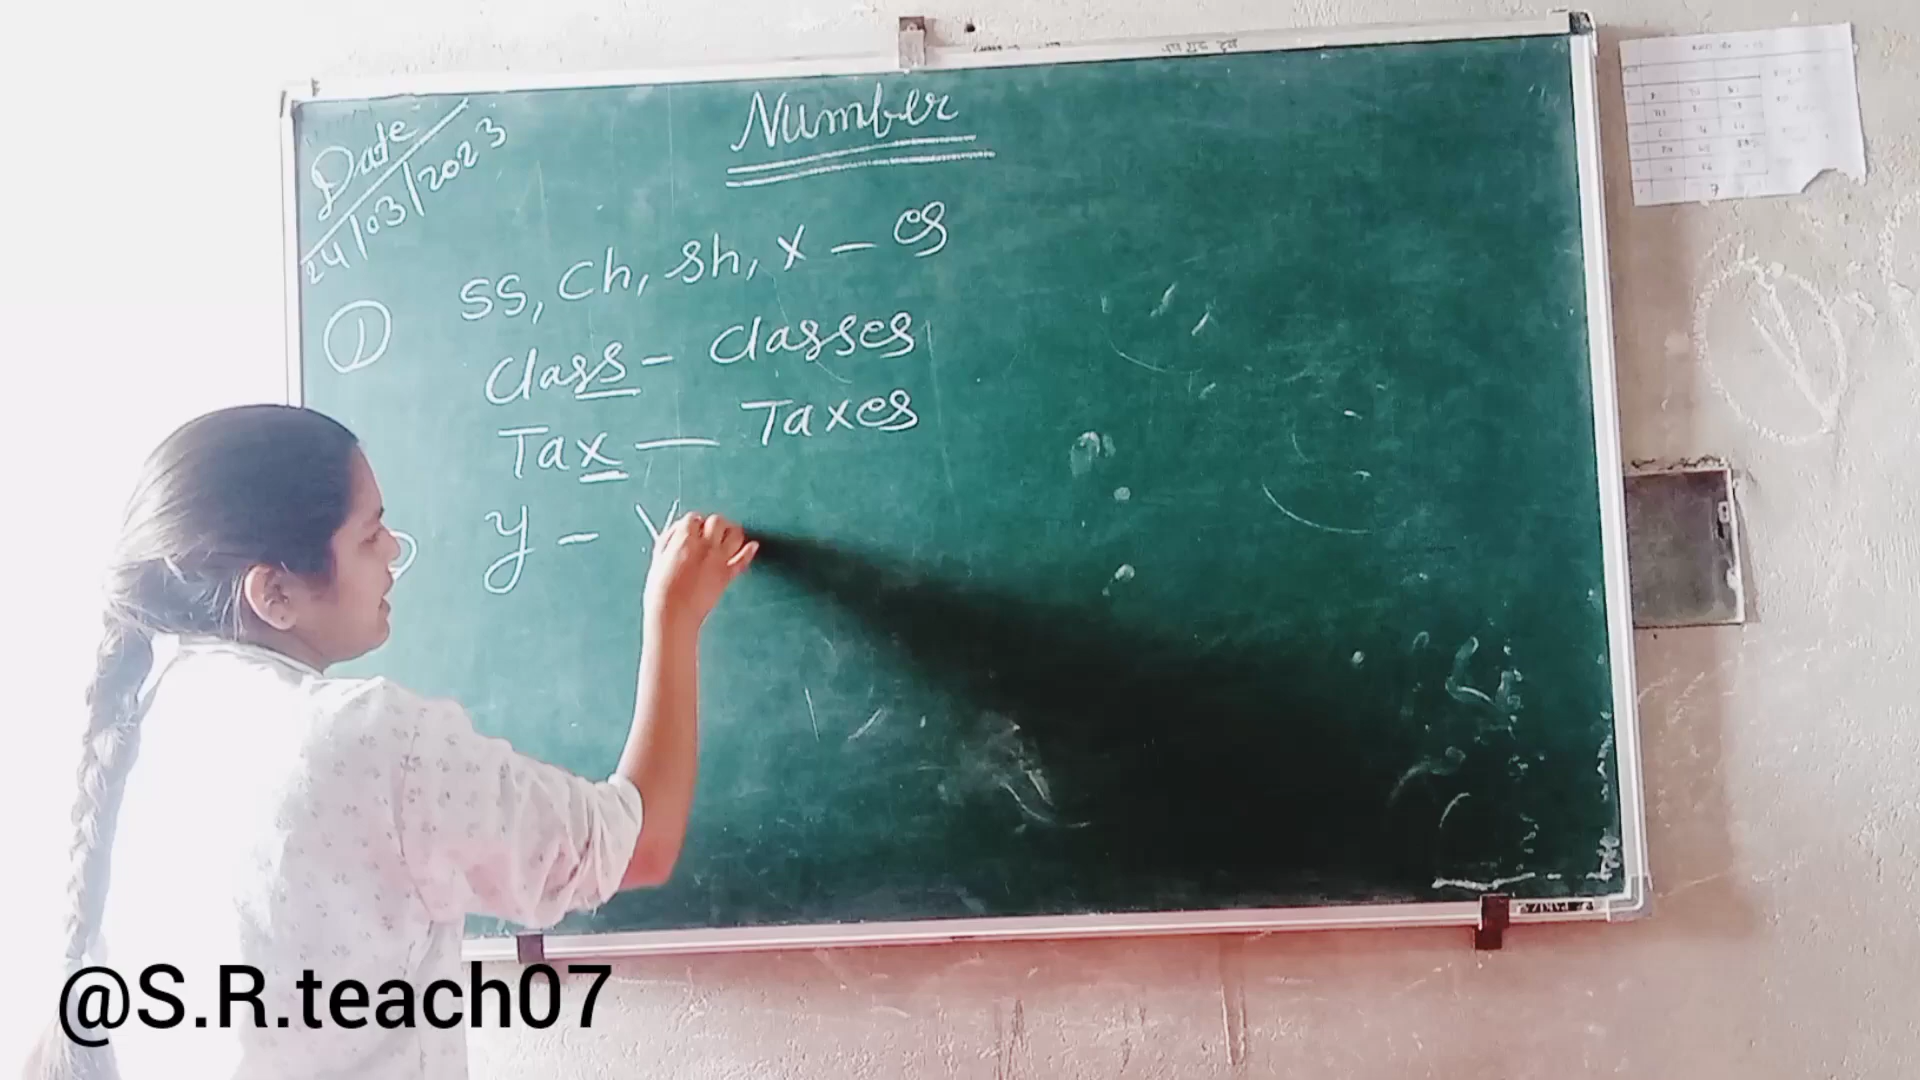 Number
Date
24/03/2023
① ss, ch, sh, x – es
Class – Classes
Tax — Taxes
y –
@S.R.teach07